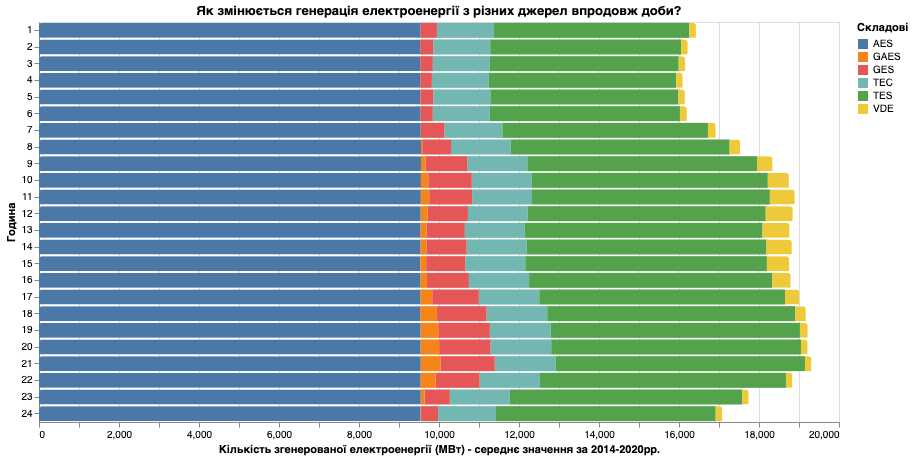 Як змінюється генерація електроенергії з різних джерел впродовж доби?
Складові
AES
GAES
GES
TEC
TES
VDE
Година
1
2
3
4
5
6
7
8
9
10
11
12
13
14
15
16
17
18
19
20
21
22
23
24
0 2,000 4,000 6,000 8,000 10,000 12,000 14,000 16,000 18,000 20,000
Кількість згенерованої електроенергії (МВт) - середнє значення за 2014-2020рр.